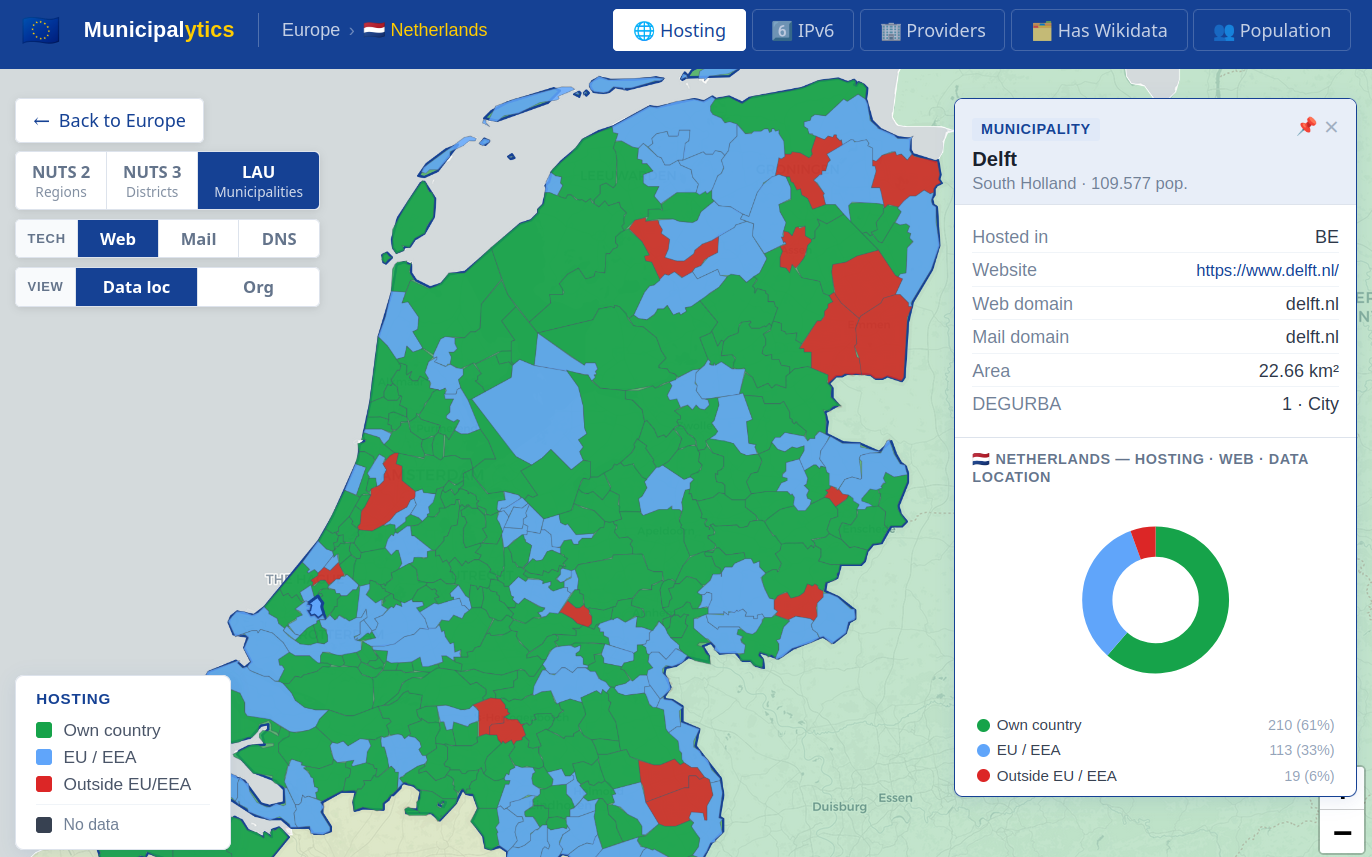 Municipalytics
Europe › Netherlands
Hosting
6 IPv6
Providers
Has Wikidata
Population
← Back to Europe
NUTS 2
Regions
NUTS 3
Districts
LAU
Municipalities
TECH
Web
Mail
DNS
VIEW
Data loc
Org
THE
HOSTING
Own country
EU / EEA
Outside EU/EEA
No data
Duisburg
Essen
MUNICIPALITY
×
Delft
South Holland · 109.577 pop.
Hosted in BE
Website https://www.delft.nl/
Web domain delft.nl
Mail domain delft.nl
Area 22.66 km²
DEGURBA 1 · City
NETHERLANDS — HOSTING · WEB · DATA
LOCATION
Own country 210 (61%)
EU / EEA 113 (33%)
Outside EU / EEA 19 (6%)
−